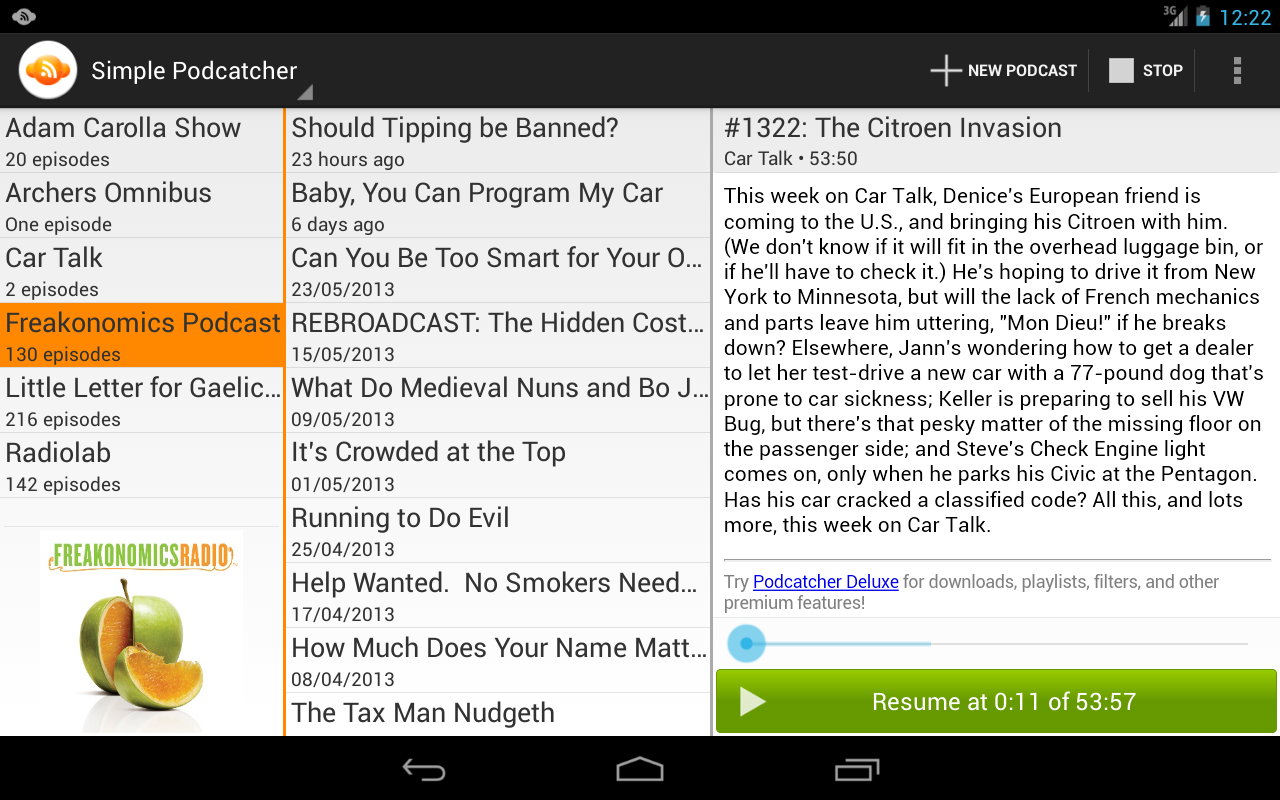 3G
12:22
Simple Podcatcher
NEW PODCAST
STOP
Adam Carolla Show
20 episodes
Archers Omnibus
One episode
Car Talk
2 episodes
Freakonomics Podcast
130 episodes
Little Letter for Gaelic...
216 episodes
Radiolab
142 episodes
FREAKONOMICSRADIO
Should Tipping be Banned?
23 hours ago
Baby, You Can Program My Car
6 days ago
Can You Be Too Smart for Your O...
23/05/2013
REBROADCAST: The Hidden Cost...
15/05/2013
What Do Medieval Nuns and Bo J...
09/05/2013
It's Crowded at the Top
01/05/2013
Running to Do Evil
25/04/2013
Help Wanted.  No Smokers Need...
17/04/2013
How Much Does Your Name Matt...
08/04/2013
The Tax Man Nudgeth
#1322: The Citroen Invasion
Car Talk • 53:50
This week on Car Talk, Denice's European friend is
coming to the U.S., and bringing his Citroen with him.
(We don't know if it will fit in the overhead luggage bin, or
if he'll have to check it.) He's hoping to drive it from New
York to Minnesota, but will the lack of French mechanics
and parts leave him uttering, "Mon Dieu!" if he breaks
down? Elsewhere, Jann's wondering how to get a dealer
to let her test-drive a new car with a 77-pound dog that's
prone to car sickness; Keller is preparing to sell his VW
Bug, but there's that pesky matter of the missing floor on
the passenger side; and Steve's Check Engine light
comes on, only when he parks his Civic at the Pentagon.
Has his car cracked a classified code? All this, and lots
more, this week on Car Talk.
Try Podcatcher Deluxe for downloads, playlists, filters, and other
premium features!
Resume at 0:11 of 53:57